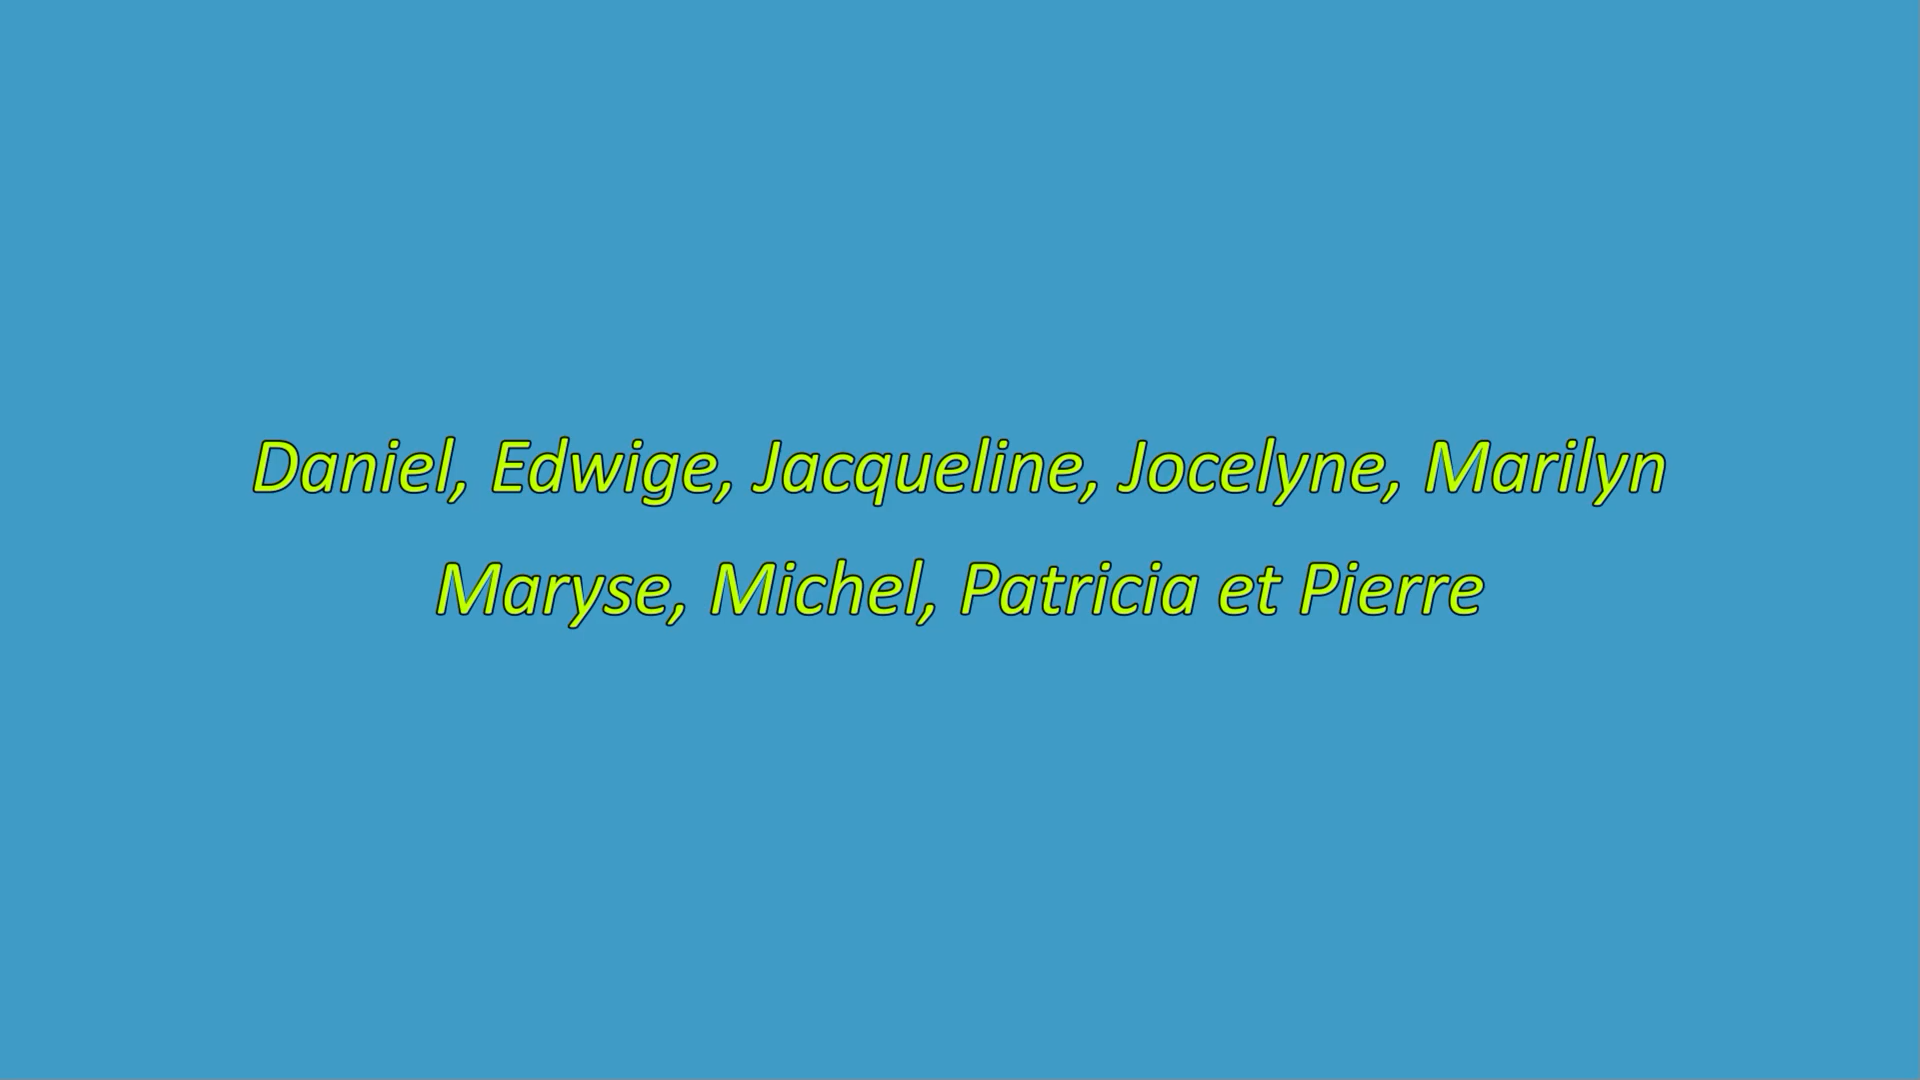 Daniel, Edwige, Jacqueline, Jocelyne, Marilyn
Maryse, Michel, Patricia et Pierre